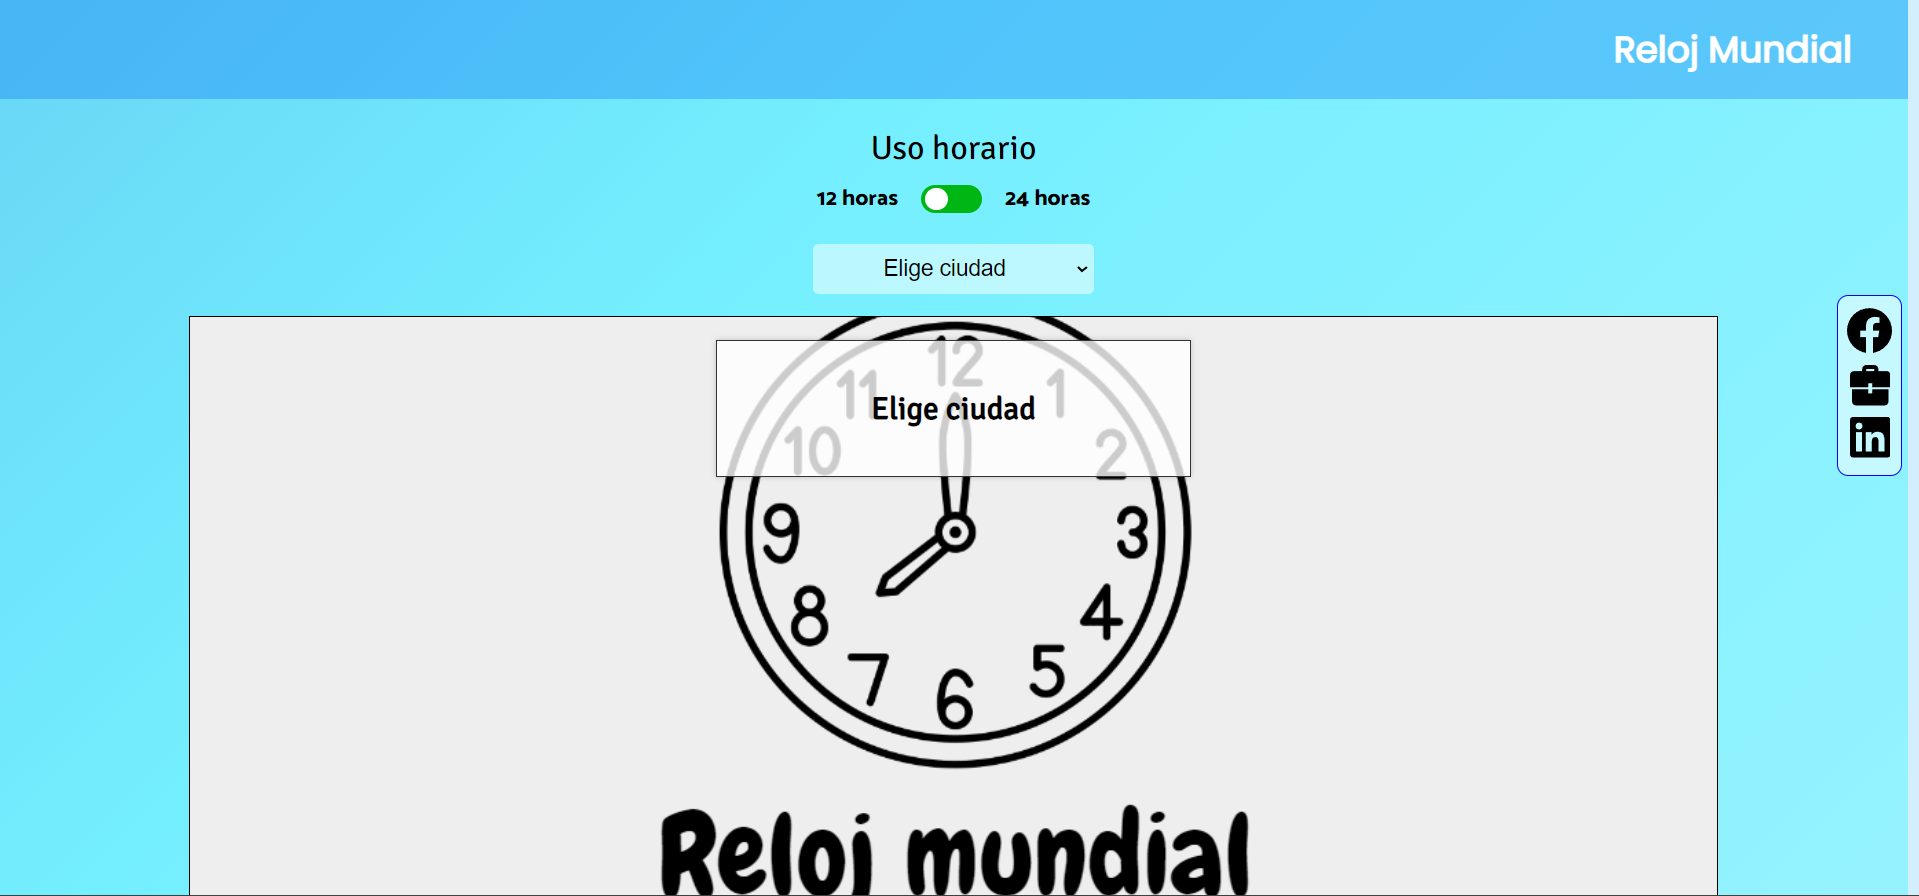 Reloj Mundial
Uso horario
12 horas 24 horas
Elige ciudad
12
11 1
Elige ciudad
10 2
9 3
8 4
7 5
6
Reloj mundial
in